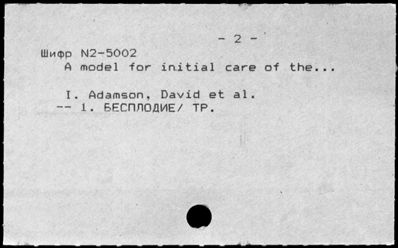 - 2 -
Шифр N2-5002
A model for initial care of the...
I. Adamson, David et al.
-- 1. БЕСПЛОДИЕ/ ТР.